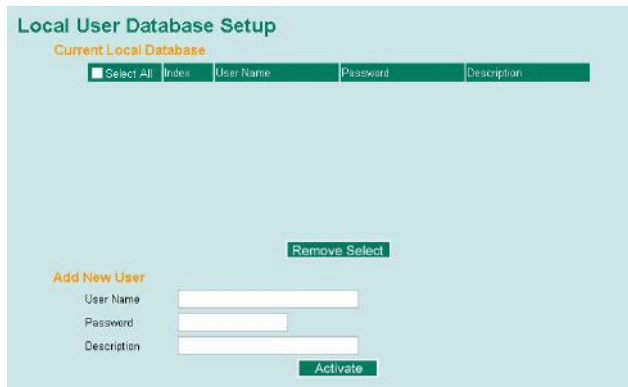 Local User Database Setup
Current Local Database
Select All Index User Name Password Description
Remove Select
Add New User
User Name
Password
Description
Activate